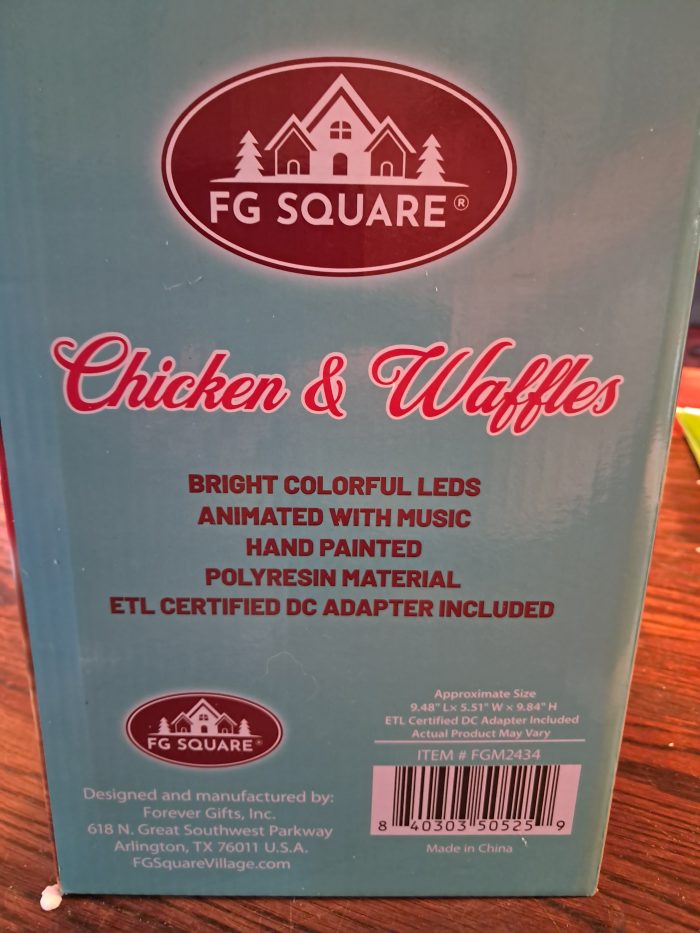 FG SQUARE®
Chicken & Waffles
BRIGHT COLORFUL LEDS
ANIMATED WITH MUSIC
HAND PAINTED
POLYRESIN MATERIAL
ETL CERTIFIED DC ADAPTER INCLUDED
FG SQUARE®
Designed and manufactured by:
Forever Gifts, Inc.
618 N. Great Southwest Parkway
Arlington, TX 76011 U.S.A.
FGSquareVillage.com
Approximate Size
9.48" L x 5.51" W x 9.84" H
ETL Certified DC Adapter Included
Actual Product May Vary
ITEM # FGM2434
8 40303 50525 9
Made in China